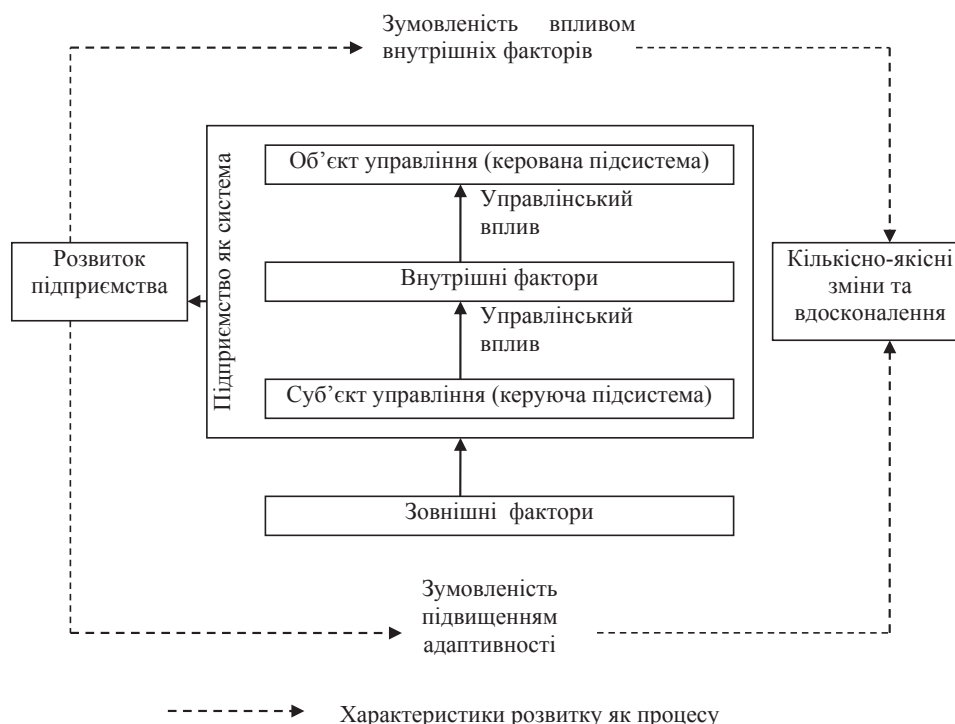 Зумовленість впливом
внутрішніх факторів
Підприємство як система
Об’єкт управління (керована підсистема)
Управлінський
вплив
Розвиток
підприємства
Внутрішні фактори
Кількісно-якісні
зміни та
вдосконалення
Управлінський
вплив
Суб’єкт управління (керуюча підсистема)
Зовнішні фактори
Зумовленість
підвищенням
адаптивності
Характеристики розвитку як процесу